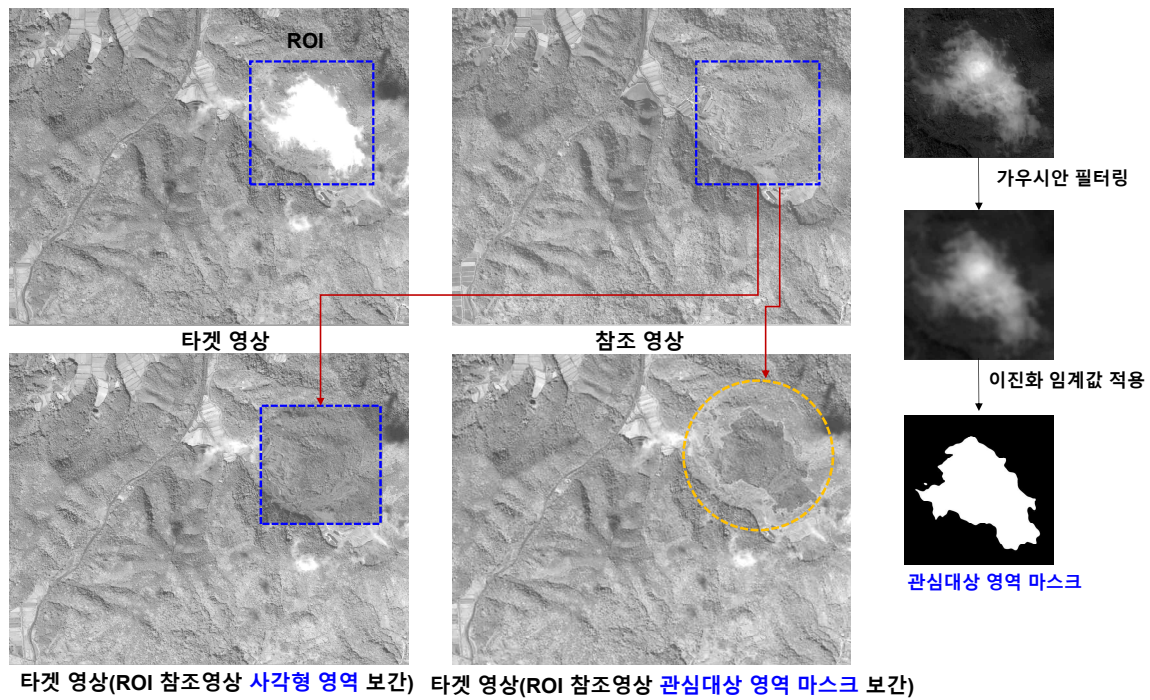 ROI
타겟 영상
참조 영상
가우시안 필터링
이진화 임계값 적용
관심대상 영역 마스크
타겟 영상(ROI 참조영상 사각형 영역 보간)
타겟 영상(ROI 참조영상 관심대상 영역 마스크 보간)